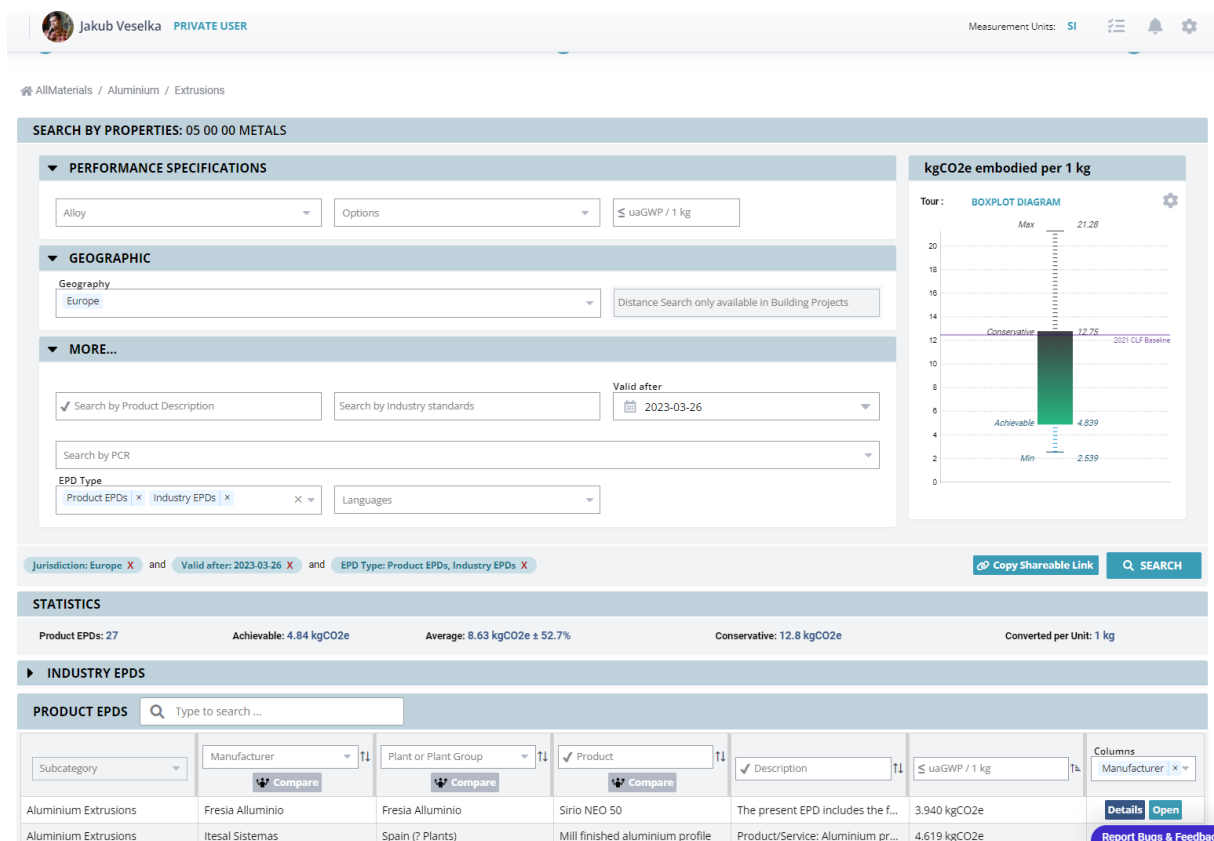 Jakub Veselka PRIVATE USER
Measurement Units: SI
AllMaterials / Aluminium / Extrusions
SEARCH BY PROPERTIES: 05 00 00 METALS
PERFORMANCE SPECIFICATIONS
Alloy
Options
≤ uaGWP / 1 kg
GEOGRAPHIC
Geography
Europe
Distance Search only available in Building Projects
MORE...
Search by Product Description
Search by Industry standards
Valid after
2023-03-26
Search by PCR
EPD Type
Product EPDs × Industry EPDs ×
×
Languages
kgCO2e embodied per 1 kg
Tour : BOXPLOT DIAGRAM
Max 21.28
20
18
16
14
Conservative 12.75
12
2021 CLF Baseline
10
8
6
Achievable 4.839
4
2
Min 2.539
0
Jurisdiction: Europe X and Valid after: 2023-03-26 X and EPD Type: Product EPDs, Industry EPDs X
Copy Shareable Link
SEARCH
STATISTICS
Product EPDs: 27 Achievable: 4.84 kgCO2e Average: 8.63 kgCO2e ± 52.7% Conservative: 12.8 kgCO2e Converted per Unit: 1 kg
INDUSTRY EPDS
PRODUCT EPDS Type to search ...
Subcategory
Manufacturer
Compare
Plant or Plant Group
Compare
Product
Compare
Description
≤ uaGWP / 1 kg
Columns
Manufacturer ×
Aluminium Extrusions Fresia Alluminio Fresia Alluminio Sirio NEO 50 The present EPD includes the f... 3.940 kgCO2e Details Open
Aluminium Extrusions Itesal Sistemas Spain (? Plants) Mill finished aluminium profile Product/Service: Aluminium pr... 4.619 kgCO2e
Report Bugs & Feedbac